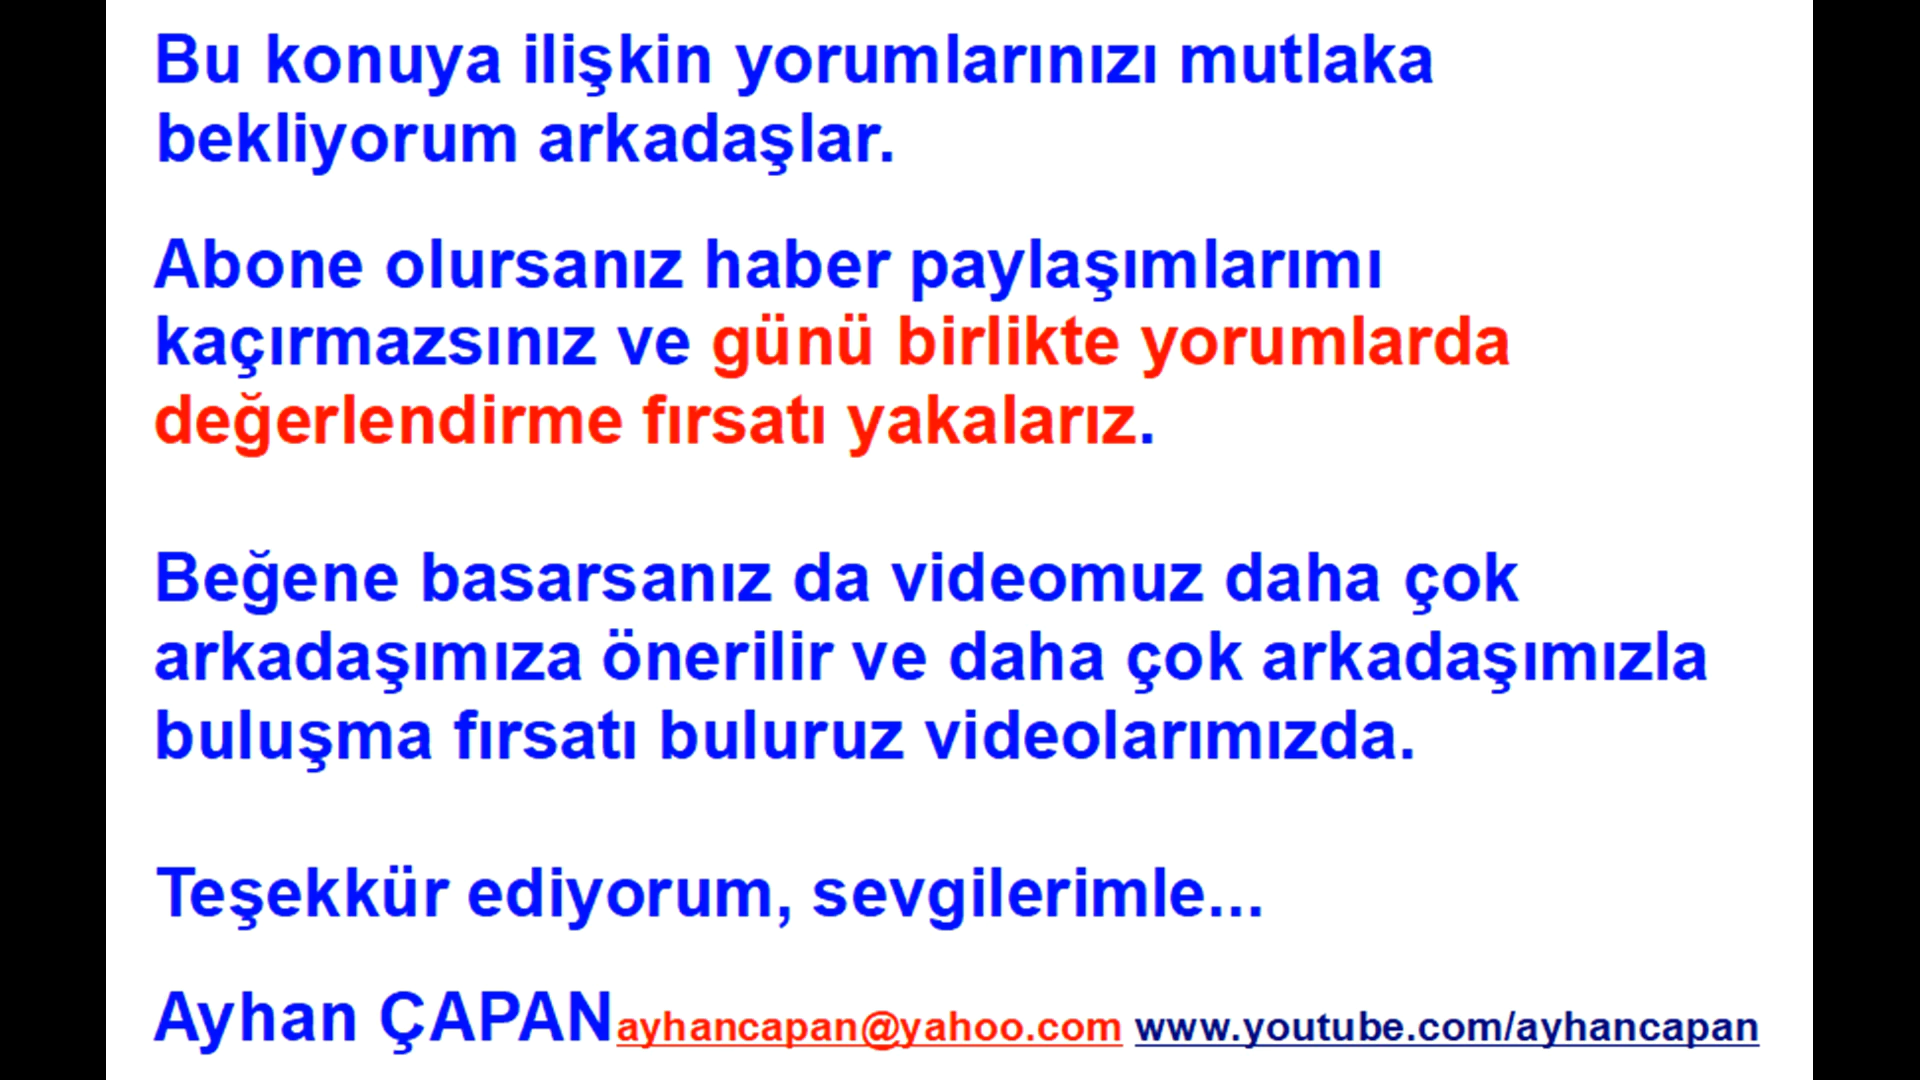 Bu konuya ilişkin yorumlarınızı mutlaka
bekliyorum arkadaşlar.
Abone olursanız haber paylaşımlarımı
kaçırmazsınız ve günü birlikte yorumlarda
değerlendirme fırsatı yakalarız.
Beğene basarsanız da videomuz daha çok
arkadaşımıza önerilir ve daha çok arkadaşımızla
buluşma fırsatı buluruz videolarımızda.
Teşekkür ediyorum, sevgilerimle...
Ayhan ÇAPAN ayhancapan@yahoo.com www.youtube.com/ayhancapan